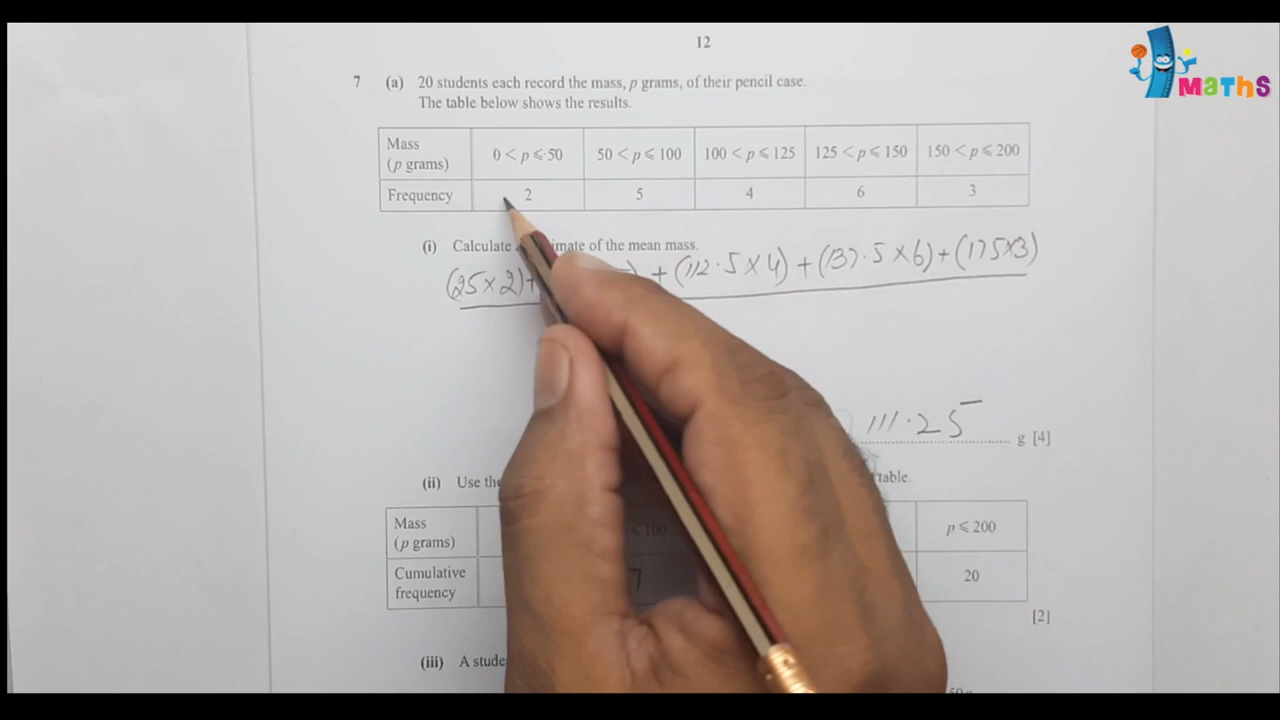 12
MaTHS
7 (a) 20 students each record the mass, p grams, of their pencil case.
The table below shows the results.
Mass (p grams) 0 < p ⩽ 50 50 < p ⩽ 100 100 < p ⩽ 125 125 < p ⩽ 150 150 < p ⩽ 200
Frequency 2 5 4 6 3
(i) Calculate of the mean mass.
(25 × 2) + + (112.5 × 4) + (137.5 × 6) + (175 × 3)
111.25
g [4]
(ii) Use the table.
Mass (p grams) 100 p ⩽ 200
Cumulative frequency 7 20
[2]
(iii) A